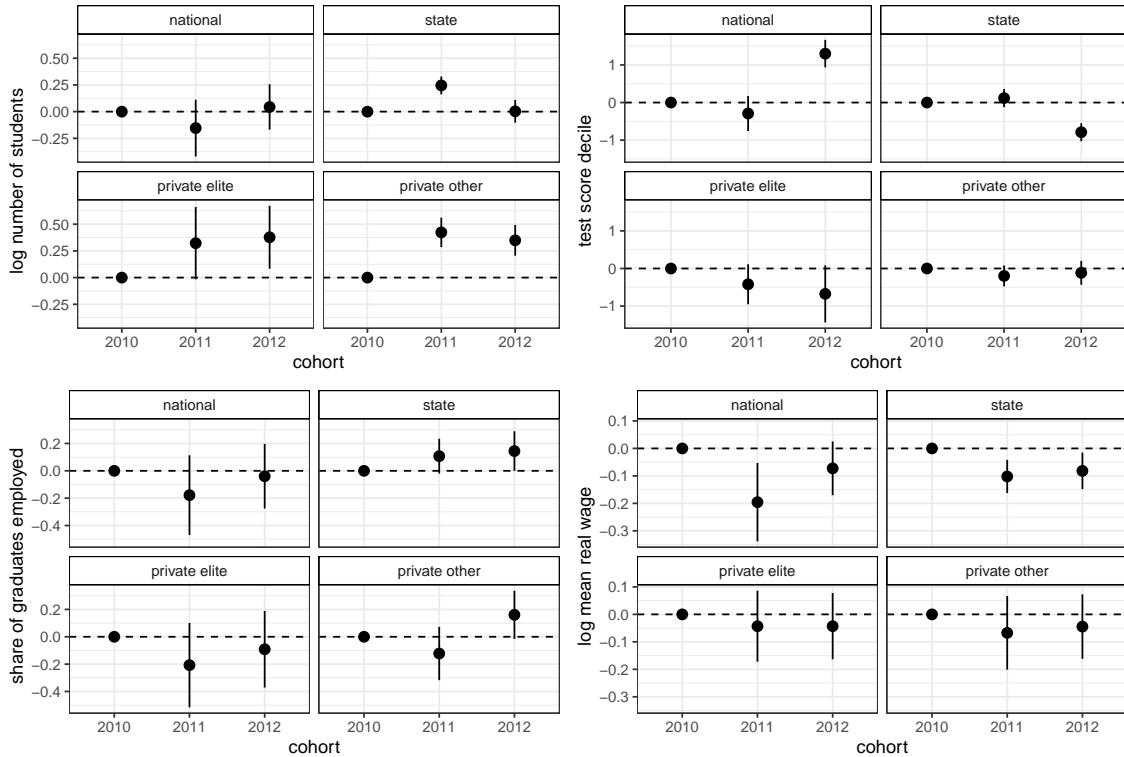 national
state
0.50
0.25
0.00
−0.25
private elite
private other
0.50
0.25
0.00
−0.25
2010 2011 2012
2010 2011 2012
cohort
log number of students
national
state
1
0
−1
private elite
private other
1
0
−1
2010 2011 2012
2010 2011 2012
cohort
test score decile
national
state
0.2
0.0
−0.2
−0.4
private elite
private other
0.2
0.0
−0.2
−0.4
2010 2011 2012
2010 2011 2012
cohort
share of graduates employed
national
state
0.1
0.0
−0.1
−0.2
−0.3
private elite
private other
0.1
0.0
−0.1
−0.2
−0.3
2010 2011 2012
2010 2011 2012
cohort
log mean real wage